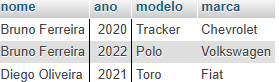 nome ano modelo marca
Bruno Ferreira 2020 Tracker Chevrolet
Bruno Ferreira 2022 Polo Volkswagen
Diego Oliveira 2021 Toro Fiat